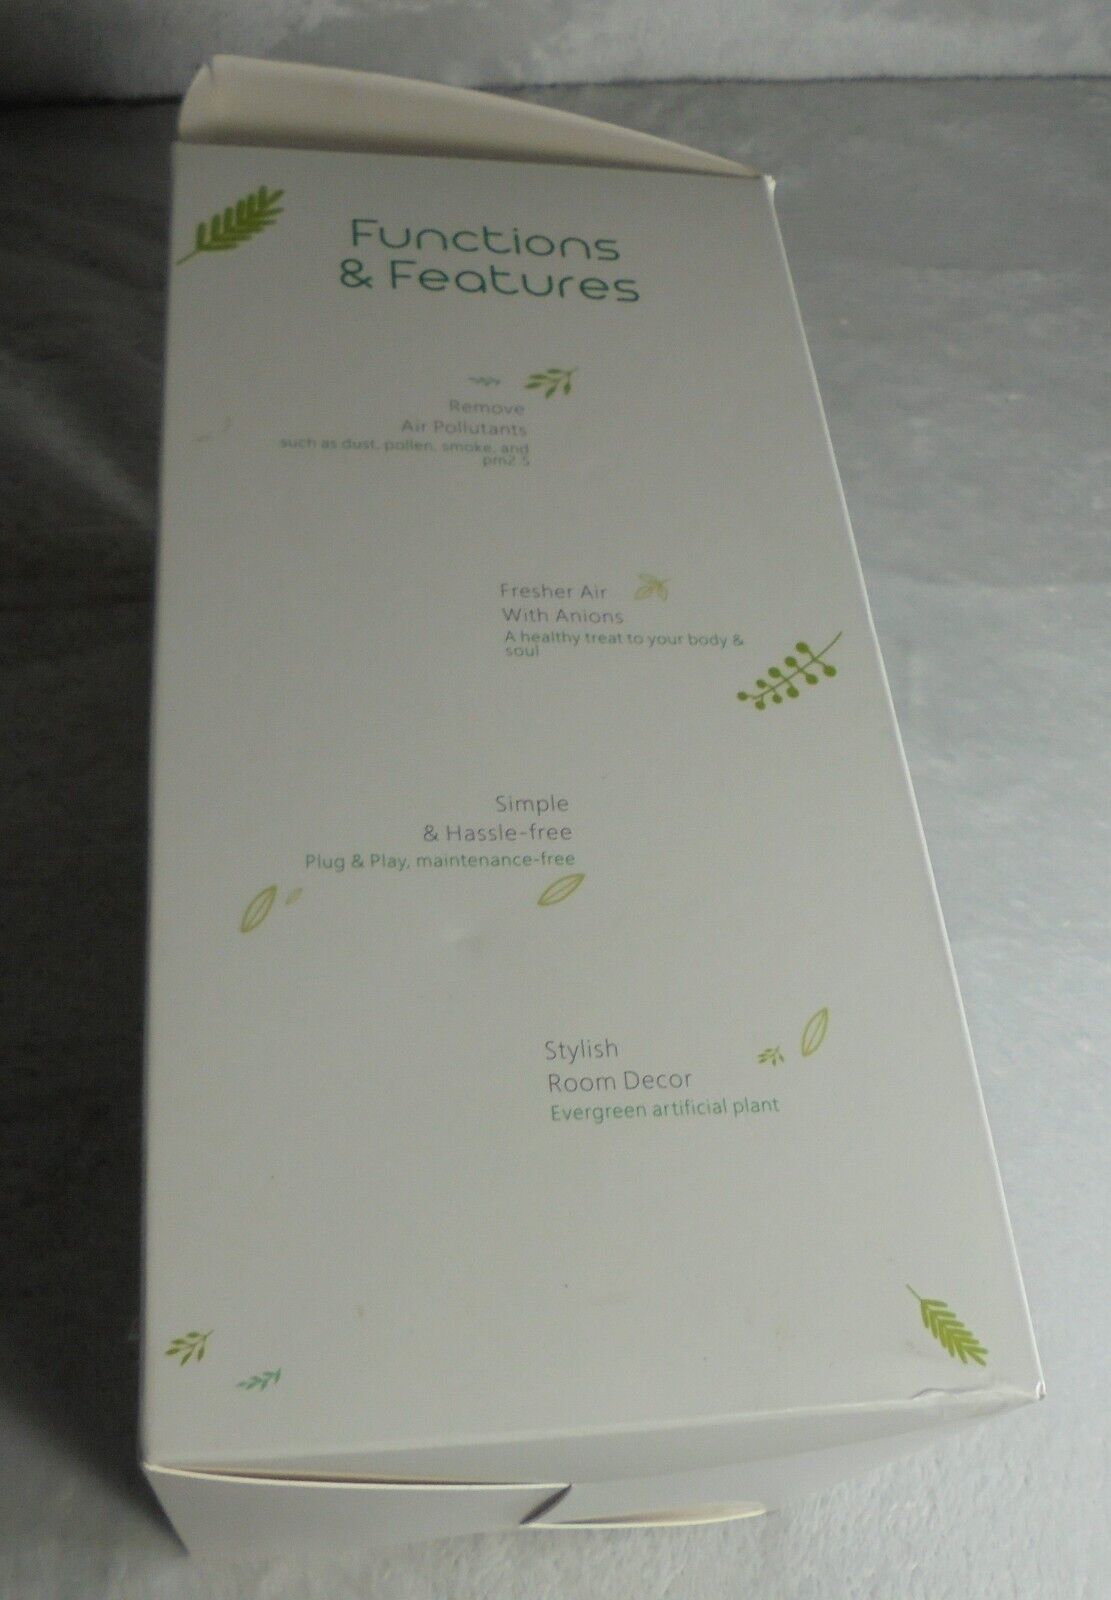 Functions
& Features
Remove
Air Pollutants
such as dust, pollen, smoke, and
pm2.5
Fresher Air
With Anions
A healthy treat to your body &
soul
Simple
& Hassle-free
Plug & Play, maintenance-free
Stylish
Room Decor
Evergreen artificial plant